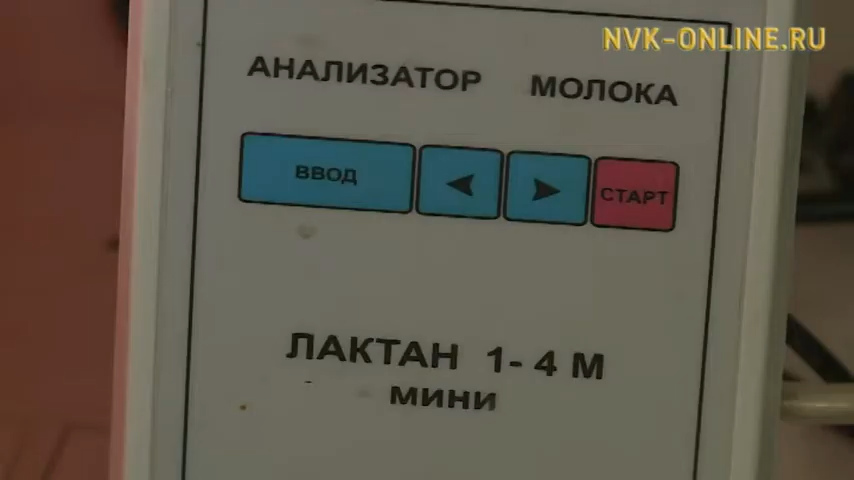 NVK-ONLINE.RU
АНАЛИЗАТОР МОЛОКА
ВВОД
СТАРТ
ЛАКТАН 1-4 М
мини